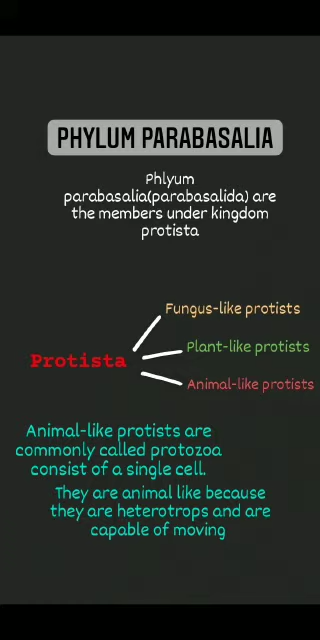 PHYLUM PARABASALIA
Phlyum
parabasalia(parabasalida) are
the members under kingdom
protista
Fungus-like protists
Plant-like protists
Protista
Animal-like protists
Animal-like protists are
commonly called protozoa
consist of a single cell.
They are animal like because
they are heterotrops and are
capable of moving